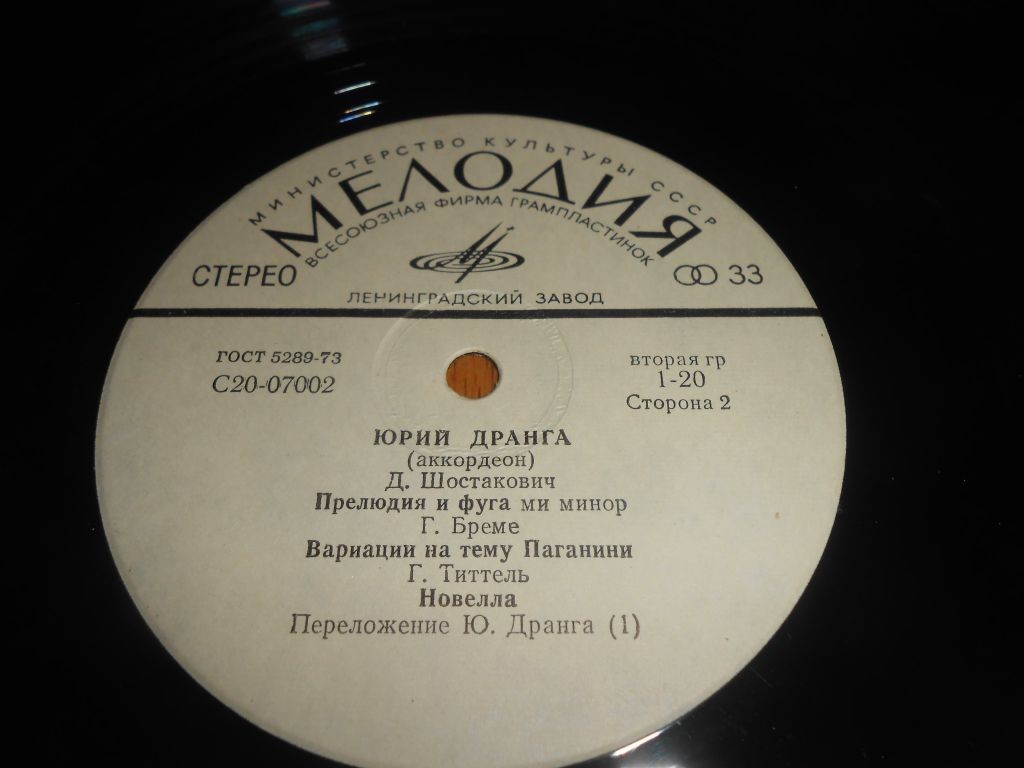 МИНИСТЕРСТВО КУЛЬТУРЫ СССР
МЕЛОДИЯ
ВСЕСОЮЗНАЯ ФИРМА ГРАМПЛАСТИНОК
СТЕРЕО
33
ЛЕНИНГРАДСКИЙ ЗАВОД
ГОСТ 5289-73
С20-07002
вторая гр
1-20
Сторона 2
ЮРИЙ ДРАНГА
(аккордеон)
Д. Шостакович
Прелюдия и фуга ми минор
Г. Бреме
Вариации на тему Паганини
Г. Титтель
Новелла
Переложение Ю. Дранга (1)